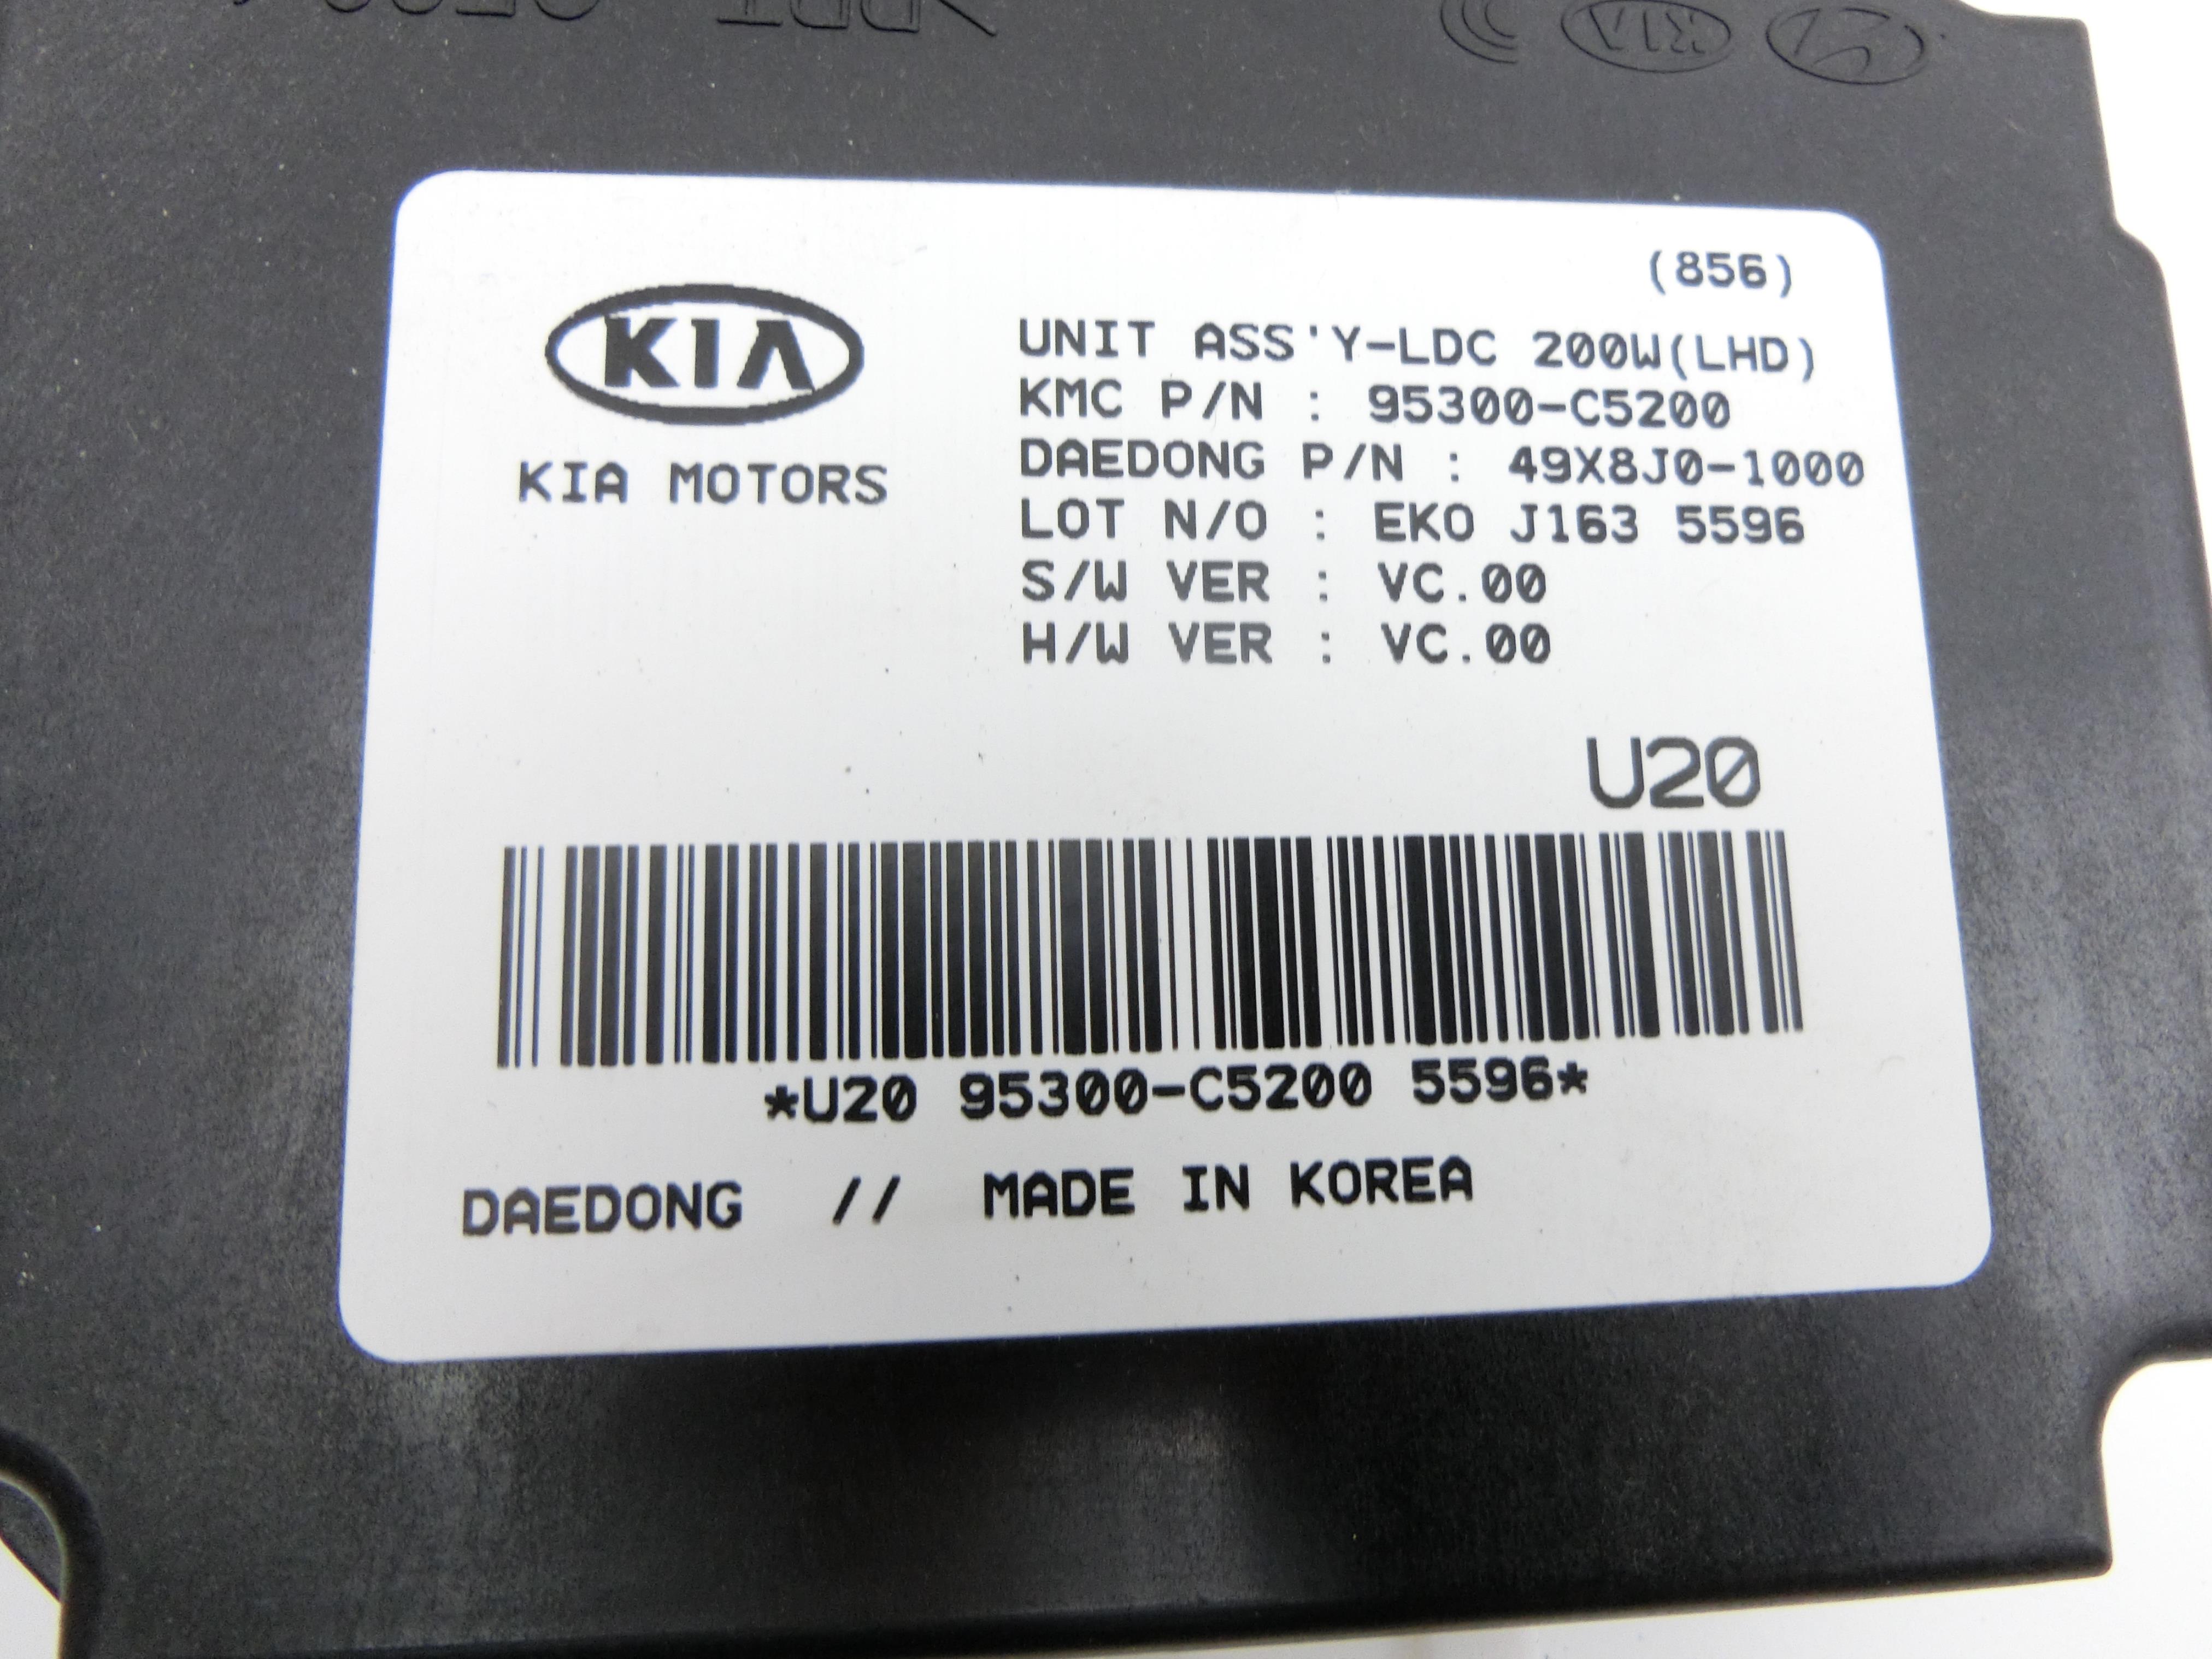 KIA
(856)
KIA
KIA MOTORS
UNIT ASS'Y-LDC 200W(LHD)
KMC P/N : 95300-C5200
DAEDONG P/N : 49X8J0-1000
LOT N/O : EKO J163 5596
S/W VER : VC.00
H/W VER : VC.00
U20
*U20 95300-C5200 5596*
DAEDONG // MADE IN KOREA